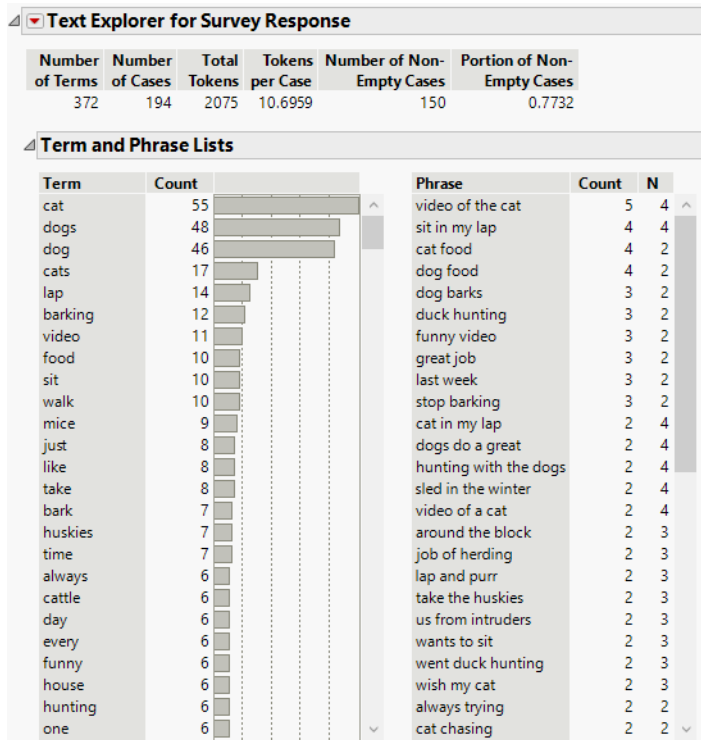 Text Explorer for Survey Response
Number Number Total Tokens Number of Non- Portion of Non-
of Terms of Cases Tokens per Case Empty Cases Empty Cases
372 194 2075 10.6959 150 0.7732
Term and Phrase Lists
Term Count Phrase Count N
cat 55 video of the cat 5 4
dogs 48 sit in my lap 4 4
dog 46 cat food 4 2
cats 17 dog food 4 2
lap 14 dog barks 3 2
barking 12 duck hunting 3 2
video 11 funny video 3 2
food 10 great job 3 2
sit 10 last week 3 2
walk 10 stop barking 3 2
mice 9 cat in my lap 2 4
just 8 dogs do a great 2 4
like 8 hunting with the dogs 2 4
take 8 sled in the winter 2 4
bark 7 video of a cat 2 4
huskies 7 around the block 2 3
time 7 job of herding 2 3
always 6 lap and purr 2 3
cattle 6 take the huskies 2 3
day 6 us from intruders 2 3
every 6 wants to sit 2 3
funny 6 went duck hunting 2 3
house 6 wish my cat 2 3
hunting 6 always trying 2 2
one 6 cat chasing 2 2